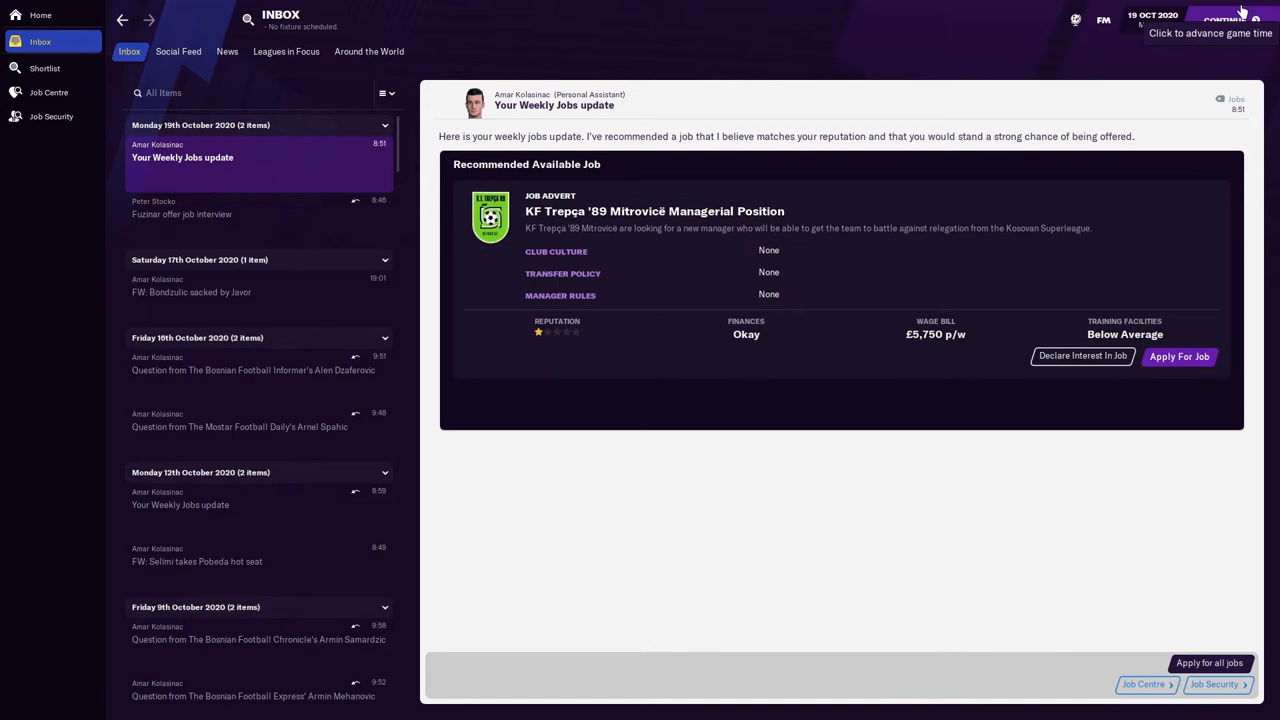 Home
INBOX
- No fixture scheduled.
FM
19 OCT 2020
CONTINUE
Click to advance game time
Inbox
Shortlist
Job Centre
Job Security
Inbox
Social Feed
News
Leagues in Focus
Around the World
All Items
Monday 19th October 2020 (2 items)
Amar Kolasinac
8:51
Your Weekly Jobs update
Peter Stocko
8:46
Fuzinar offer job interview
Saturday 17th October 2020 (1 item)
Amar Kolasinac
19:01
FW: Bondzulic sacked by Javor
Friday 16th October 2020 (2 items)
Amar Kolasinac
9:51
Question from The Bosnian Football Informer's Alen Dzaferovic
Amar Kolasinac
9:48
Question from The Mostar Football Daily's Arnel Spahic
Monday 12th October 2020 (2 items)
Amar Kolasinac
8:59
Your Weekly Jobs update
Amar Kolasinac
8:49
FW: Selimi takes Pobeda hot seat
Friday 9th October 2020 (2 items)
Amar Kolasinac
9:58
Question from The Bosnian Football Chronicle's Armin Samardzic
Amar Kolasinac
9:52
Question from The Bosnian Football Express' Armin Mehanovic
Amar Kolasinac (Personal Assistant)
Your Weekly Jobs update
Jobs
8:51
Here is your weekly jobs update. I've recommended a job that I believe matches your reputation and that you would stand a strong chance of being offered.
Recommended Available Job
K.F. TREPÇA '89
MITROVICË
JOB ADVERT
KF Trepça '89 Mitrovicë Managerial Position
KF Trepça '89 Mitrovicë are looking for a new manager who will be able to get the team to battle against relegation from the Kosovan Superleague.
CLUB CULTURE
None
TRANSFER POLICY
None
MANAGER RULES
None
REPUTATION
FINANCES
Okay
WAGE BILL
£5,750 p/w
TRAINING FACILITIES
Below Average
Declare Interest In Job
Apply For Job
Apply for all jobs
Job Centre
Job Security